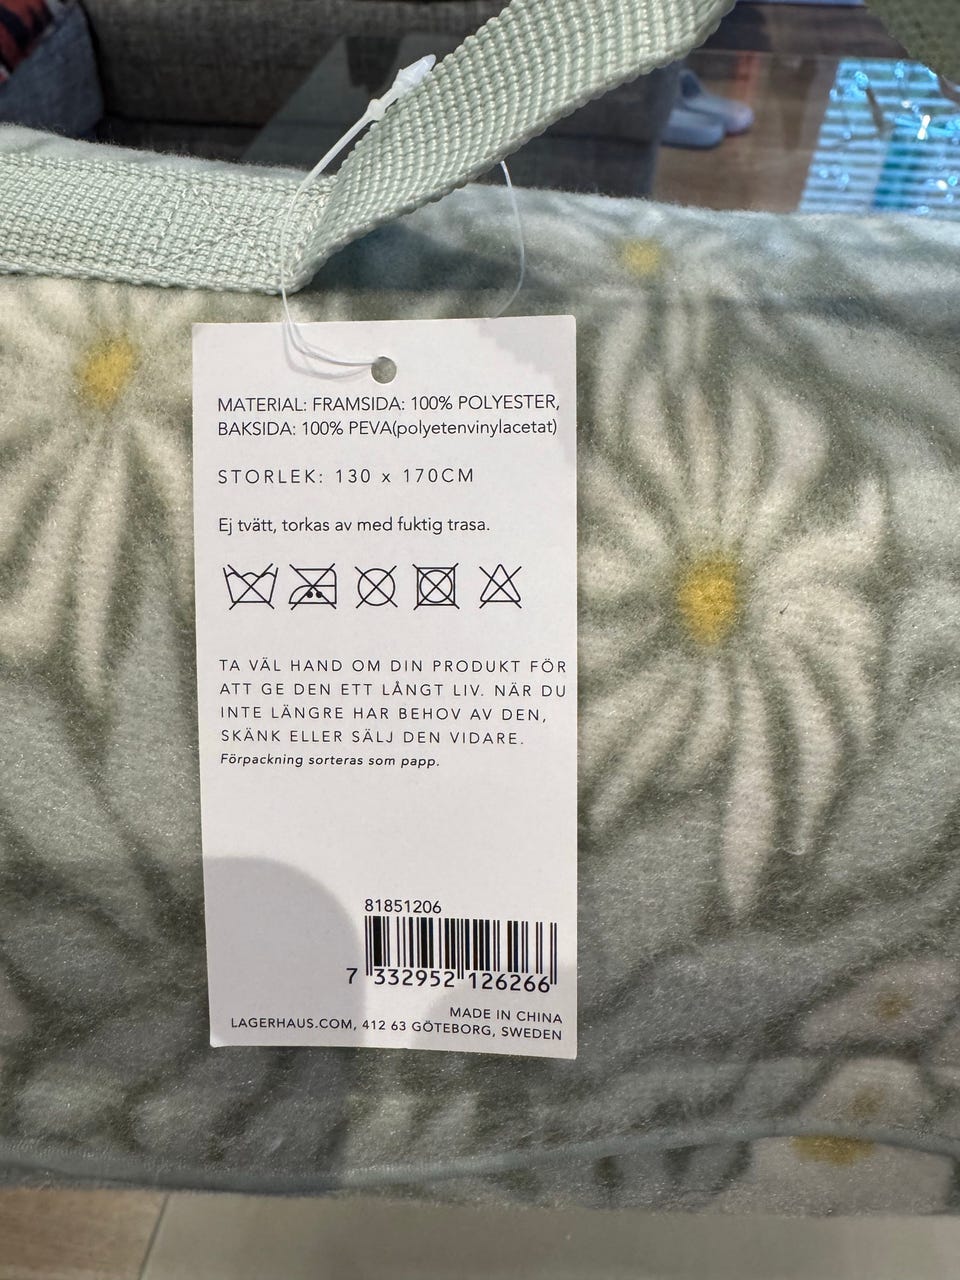 MATERIAL: FRAMSIDA: 100% POLYESTER,
BAKSIDA: 100% PEVA(polyetenvinylacetat)
STORLEK: 130 x 170CM
Ej tvätt, torkas av med fuktig trasa.
TA VÄL HAND OM DIN PRODUKT FÖR
ATT GE DEN ETT LÅNGT LIV. NÄR DU
INTE LÄNGRE HAR BEHOV AV DEN,
SKÄNK ELLER SÄLJ DEN VIDARE.
Förpackning sorteras som papp.
81851206
7 332952 126266
MADE IN CHINA
LAGERHAUS.COM, 412 63 GÖTEBORG, SWEDEN